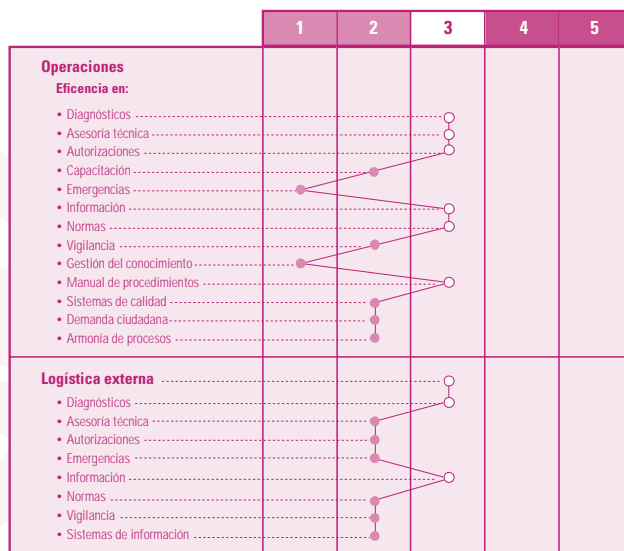 1 2 3 4 5
Operaciones
Eficencia en:
• Diagnósticos
• Asesoría técnica
• Autorizaciones
• Capacitación
• Emergencias
• Información
• Normas
• Vigilancia
• Gestión del conocimiento
• Manual de procedimientos
• Sistemas de calidad
• Demanda ciudadana
• Armonía de procesos
Logística externa
• Diagnósticos
• Asesoría técnica
• Autorizaciones
• Emergencias
• Información
• Normas
• Vigilancia
• Sistemas de información